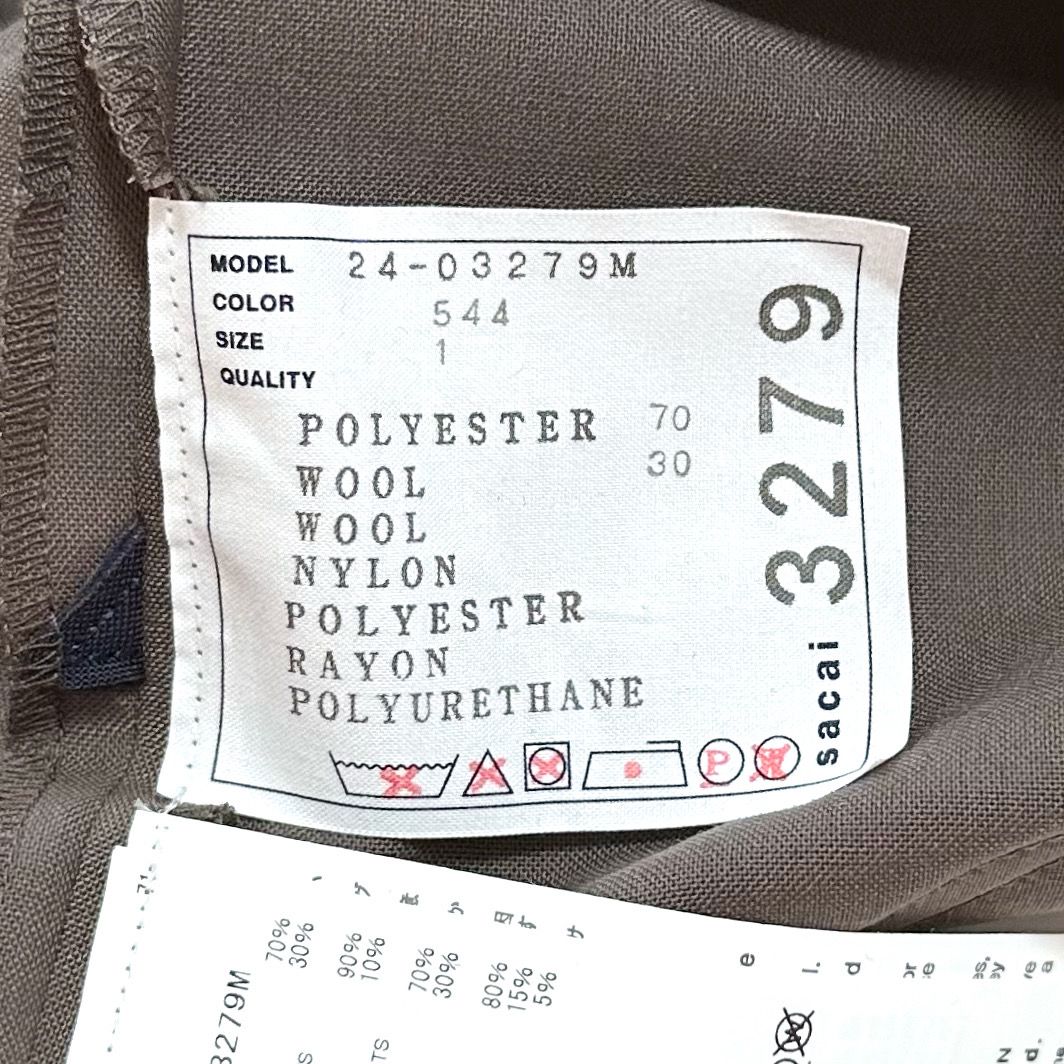 MODEL 24-03279M
COLOR 544
SIZE 1
QUALITY
POLYESTER 70
WOOL 30
WOOL
NYLON
POLYESTER
RAYON
POLYURETHANE
P
W
sacai 3279
3279M
70%
30%
90%
10%
70%
30%
80%
15%
5%